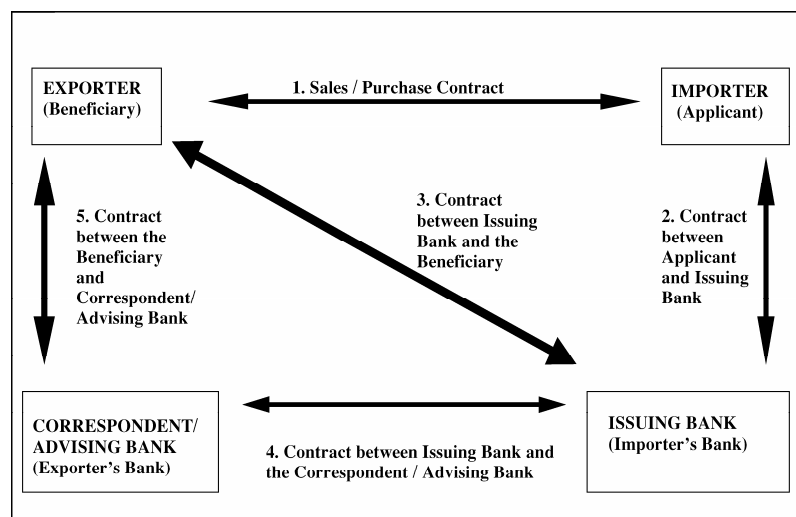 EXPORTER
(Beneficiary)
1. Sales / Purchase Contract
IMPORTER
(Applicant)
5. Contract
between the
Beneficiary
and
Correspondent/
Advising Bank
3. Contract
between Issuing
Bank and the
Beneficiary
2. Contract
between
Applicant
and Issuing
Bank
CORRESPONDENT/
ADVISING BANK
(Exporter's Bank)
4. Contract between Issuing Bank and
the Correspondent / Advising Bank
ISSUING BANK
(Importer's Bank)